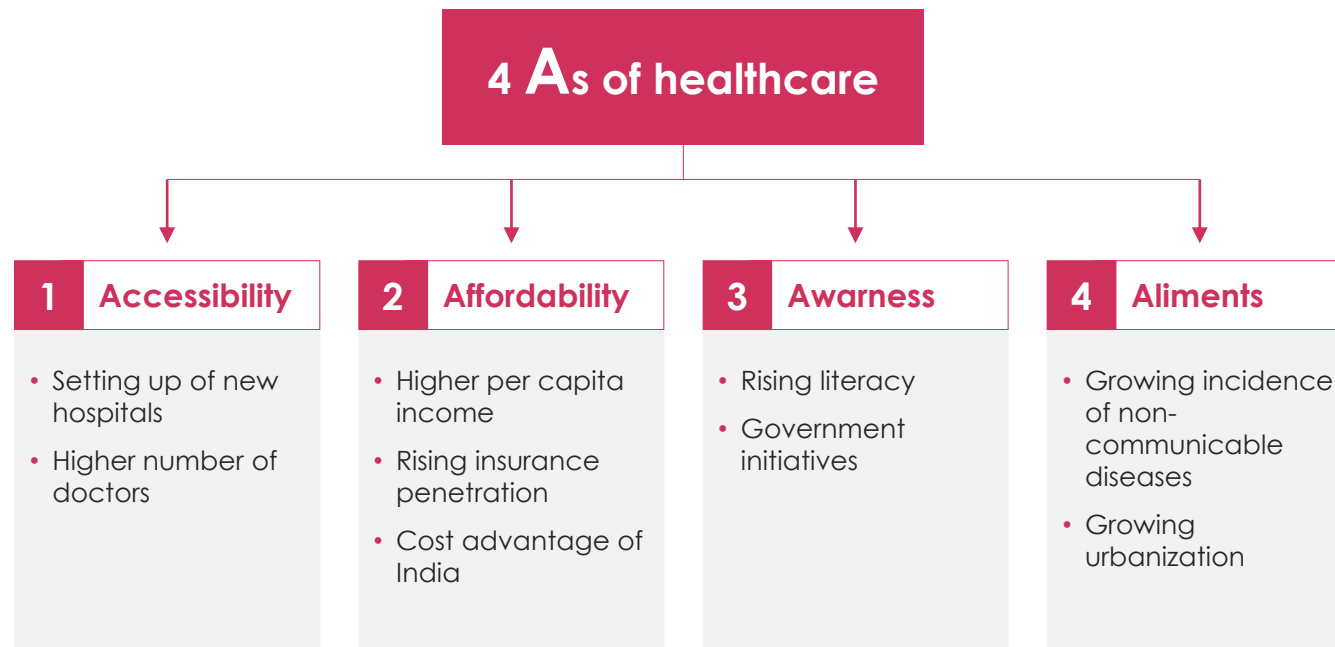 4 As of healthcare
1 Accessibility
• Setting up of new
hospitals
• Higher number of
doctors
2 Affordability
• Higher per capita
income
• Rising insurance
penetration
• Cost advantage of
India
3 Awarness
• Rising literacy
• Government
initiatives
4 Aliments
• Growing incidence
of non-
communicable
diseases
• Growing
urbanization